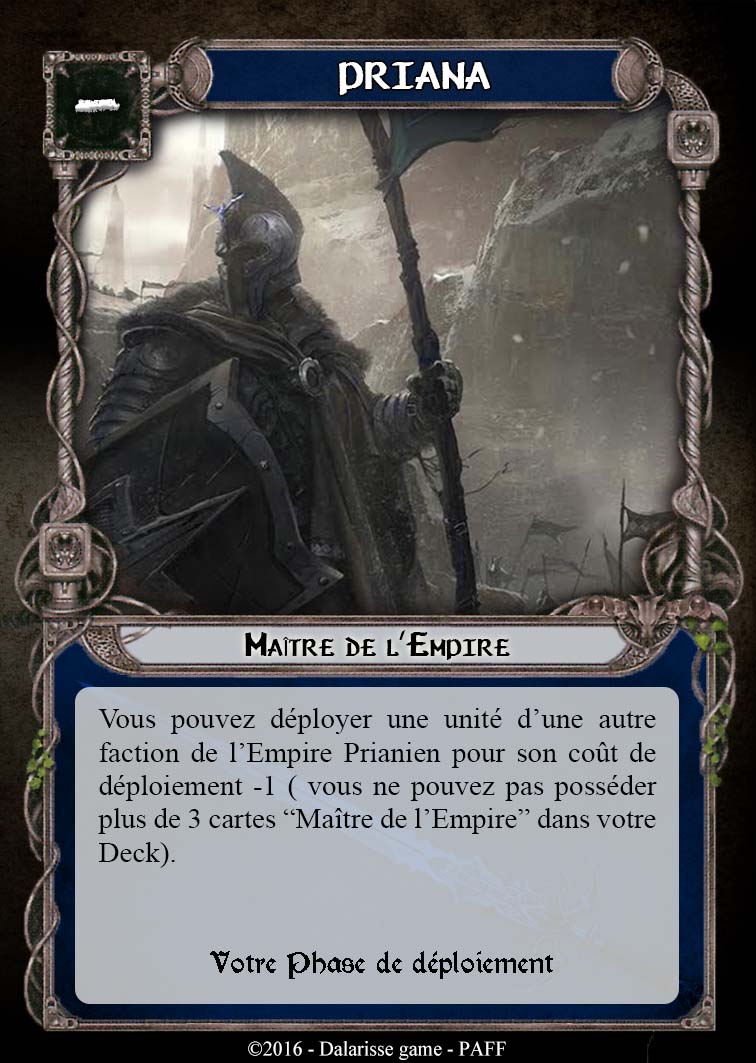 PRIANA
Maître de l'Empire
Vous pouvez déployer une unité d’une autre
faction de l’Empire Prianien pour son coût de
déploiement -1 ( vous ne pouvez pas posséder
plus de 3 cartes “Maître de l’Empire” dans votre
Deck).
Votre Phase de déploiement
©2016 - Dalarisse game - PAFF